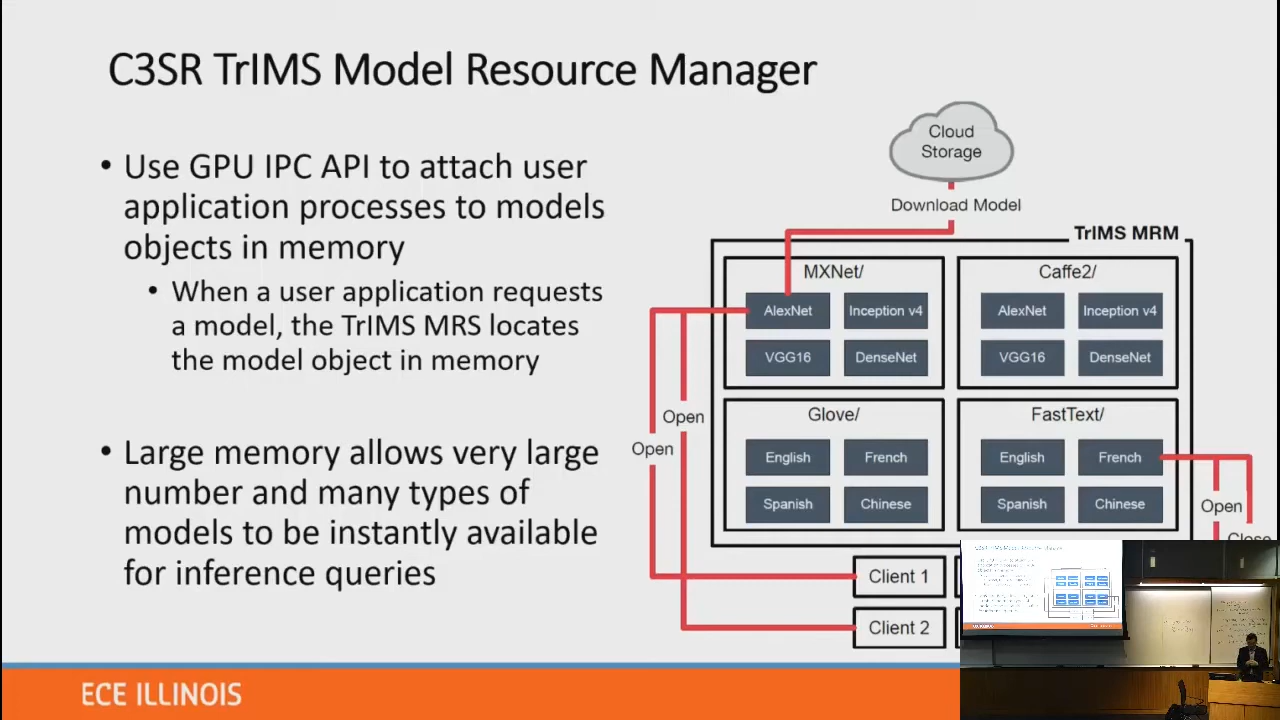 C3SR TrIMS Model Resource Manager
• Use GPU IPC API to attach user
application processes to models
objects in memory
• When a user application requests
a model, the TrIMS MRS locates
the model object in memory
• Large memory allows very large
number and many types of
models to be instantly available
for inference queries
Cloud
Storage
Download Model
TrIMS MRM
MXNet/
AlexNet
Inception v4
VGG16
DenseNet
Caffe2/
AlexNet
Inception v4
VGG16
DenseNet
Glove/
English
French
Spanish
Chinese
FastText/
English
French
Spanish
Chinese
Open
Open
Open
Close
Client 1
Client 2
ECE ILLINOIS